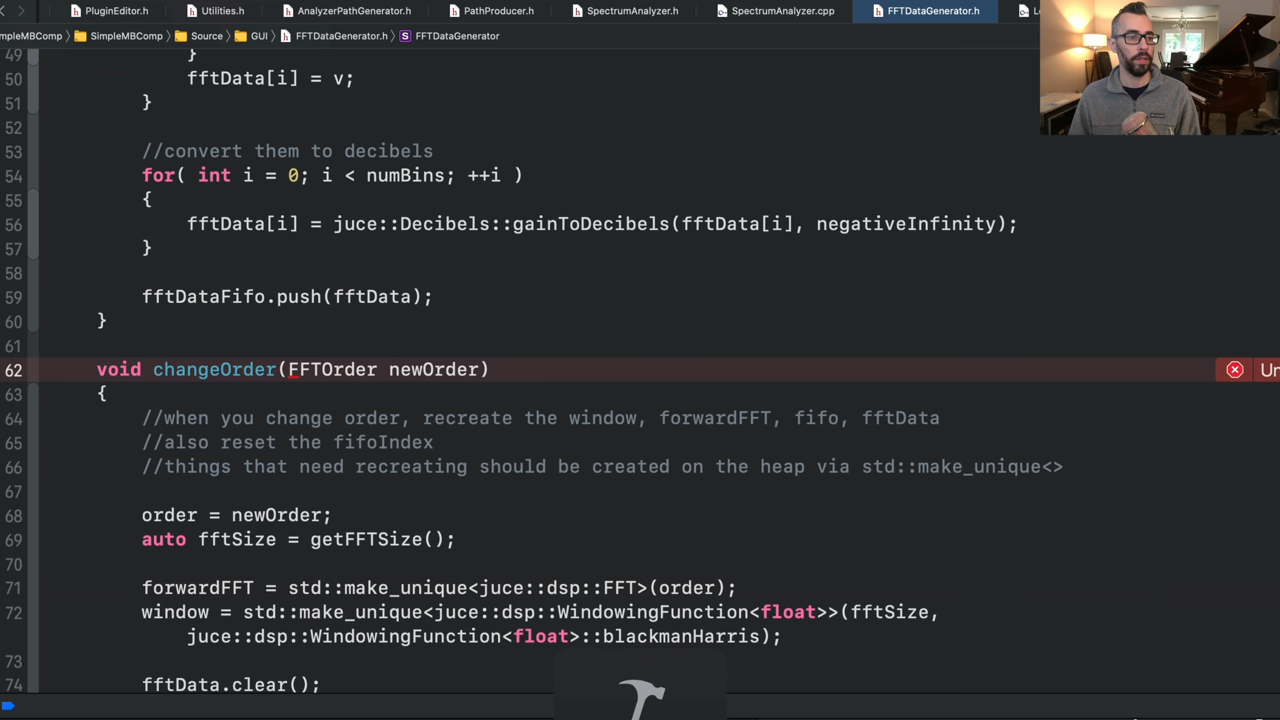 PluginEditor.h
Utilities.h
AnalyzerPathGenerator.h
PathProducer.h
SpectrumAnalyzer.h
SpectrumAnalyzer.cpp
FFTDataGenerator.h
mpleMBComp
SimpleMBComp
Source
GUI
FFTDataGenerator.h
S FFTDataGenerator
49 }
50 fftData[i] = v;
51 }
52
53 //convert them to decibels
54 for( int i = 0; i < numBins; ++i )
55 {
56 fftData[i] = juce::Decibels::gainToDecibels(fftData[i], negativeInfinity);
57 }
58
59 fftDataFifo.push(fftData);
60 }
61
62 void changeOrder(FFTOrder newOrder) Un
63 {
64 //when you change order, recreate the window, forwardFFT, fifo, fftData
65 //also reset the fifoIndex
66 //things that need recreating should be created on the heap via std::make_unique<>
67
68 order = newOrder;
69 auto fftSize = getFFTSize();
70
71 forwardFFT = std::make_unique<juce::dsp::FFT>(order);
72 window = std::make_unique<juce::dsp::WindowingFunction<float>>(fftSize,
juce::dsp::WindowingFunction<float>::blackmanHarris);
73
74 fftData.clear();